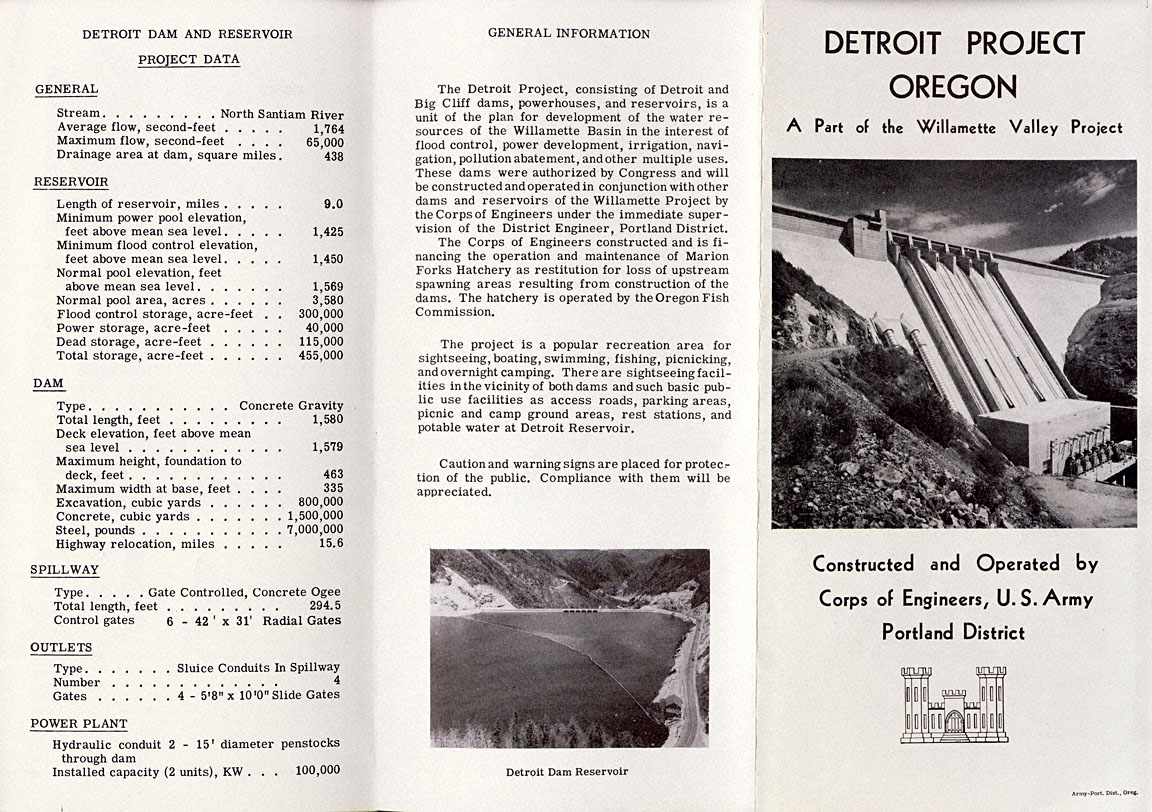 DETROIT DAM AND RESERVOIR
PROJECT DATA
GENERAL
Stream. . . . . . . . . North Santiam River
Average flow, second-feet . . . . . 1,764
Maximum flow, second-feet . . . . 65,000
Drainage area at dam, square miles. 438
RESERVOIR
Length of reservoir, miles . . . . . 9.0
Minimum power pool elevation,
feet above mean sea level. . . . . 1,425
Minimum flood control elevation,
feet above mean sea level. . . . . 1,450
Normal pool elevation, feet
above mean sea level. . . . . . . 1,569
Normal pool area, acres . . . . . . 3,580
Flood control storage, acre-feet . . 300,000
Power storage, acre-feet . . . . . 40,000
Dead storage, acre-feet . . . . . . 115,000
Total storage, acre-feet . . . . . . 455,000
DAM
Type. . . . . . . . . . . Concrete Gravity
Total length, feet . . . . . . . . . 1,580
Deck elevation, feet above mean
sea level . . . . . . . . . . . . 1,579
Maximum height, foundation to
deck, feet. . . . . . . . . . . . 463
Maximum width at base, feet . . . . 335
Excavation, cubic yards . . . . . . 800,000
Concrete, cubic yards . . . . . . . 1,500,000
Steel, pounds . . . . . . . . . . . 7,000,000
Highway relocation, miles . . . . . 15.6
SPILLWAY
Type. . . . . Gate Controlled, Concrete Ogee
Total length, feet . . . . . . . . . 294.5
Control gates 6 - 42' x 31' Radial Gates
OUTLETS
Type. . . . . . . Sluice Conduits In Spillway
Number . . . . . . . . . . . . . 4
Gates . . . . . . 4 - 5'8" x 10'0" Slide Gates
POWER PLANT
Hydraulic conduit 2 - 15' diameter penstocks
through dam
Installed capacity (2 units), KW . . . 100,000
GENERAL INFORMATION
The Detroit Project, consisting of Detroit and
Big Cliff dams, powerhouses, and reservoirs, is a
unit of the plan for development of the water re-
sources of the Willamette Basin in the interest of
flood control, power development, irrigation, navi-
gation, pollution abatement, and other multiple uses.
These dams were authorized by Congress and will
be constructed and operated in conjunction with other
dams and reservoirs of the Willamette Project by
the Corps of Engineers under the immediate super-
vision of the District Engineer, Portland District.
The Corps of Engineers constructed and is fi-
nancing the operation and maintenance of Marion
Forks Hatchery as restitution for loss of upstream
spawning areas resulting from construction of the
dams. The hatchery is operated by the Oregon Fish
Commission.
The project is a popular recreation area for
sightseeing, boating, swimming, fishing, picnicking,
and overnight camping. There are sightseeing facil-
ities in the vicinity of both dams and such basic pub-
lic use facilities as access roads, parking areas,
picnic and camp ground areas, rest stations, and
potable water at Detroit Reservoir.
Caution and warning signs are placed for protec-
tion of the public. Compliance with them will be
appreciated.
Detroit Dam Reservoir
DETROIT PROJECT
OREGON
A Part of the Willamette Valley Project
Constructed and Operated by
Corps of Engineers, U. S. Army
Portland District
Army-Port. Dist., Oreg.